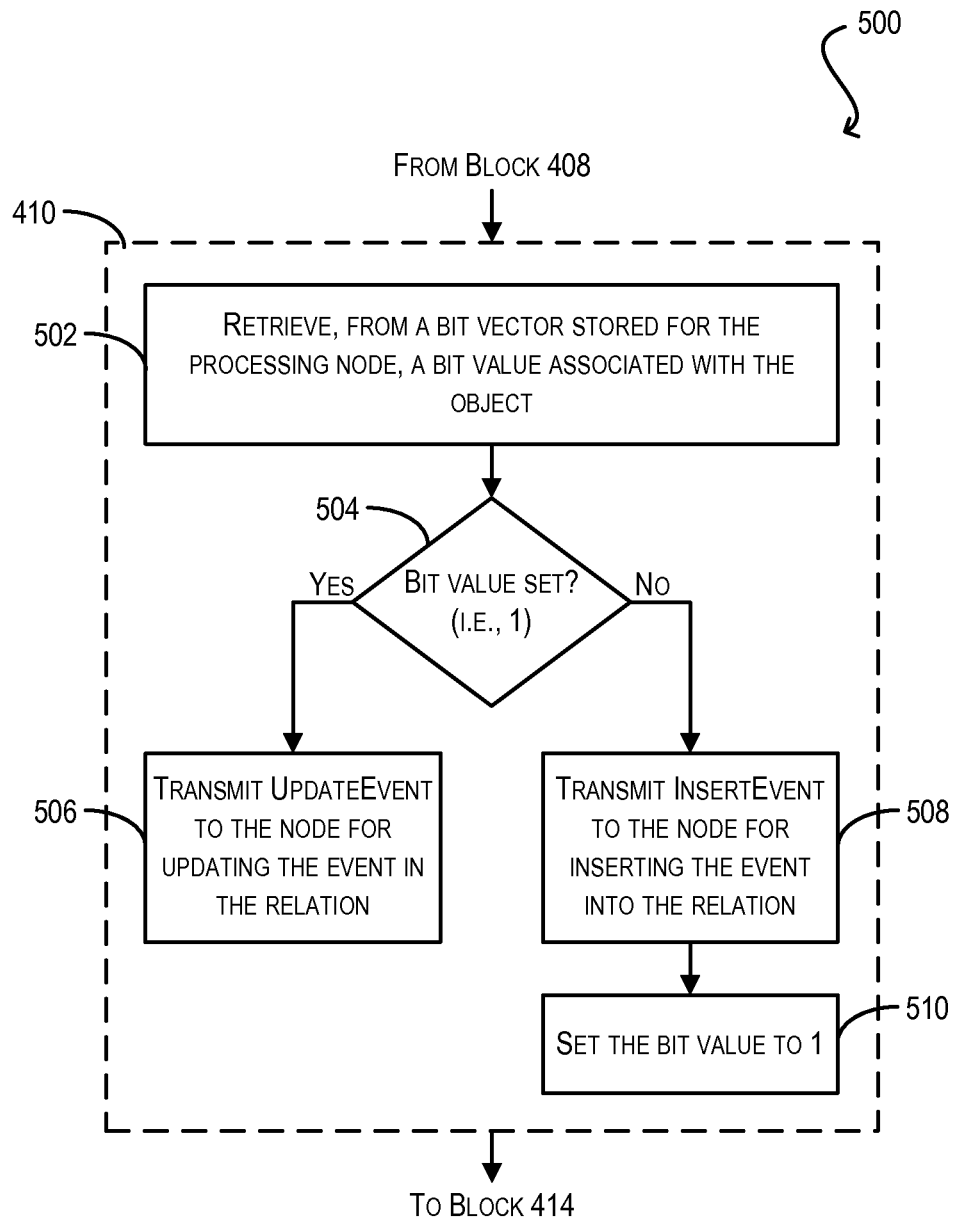 500
FROM BLOCK 408
410
502
RETRIEVE, FROM A BIT VECTOR STORED FOR THE
PROCESSING NODE, A BIT VALUE ASSOCIATED WITH THE
OBJECT
504
YES
BIT VALUE SET?
(I.E., 1)
NO
506
TRANSMIT UPDATEEVENT
TO THE NODE FOR
UPDATING THE EVENT IN
THE RELATION
TRANSMIT INSERTEVENT
TO THE NODE FOR
INSERTING THE EVENT
INTO THE RELATION
508
SET THE BIT VALUE TO 1
510
TO BLOCK 414